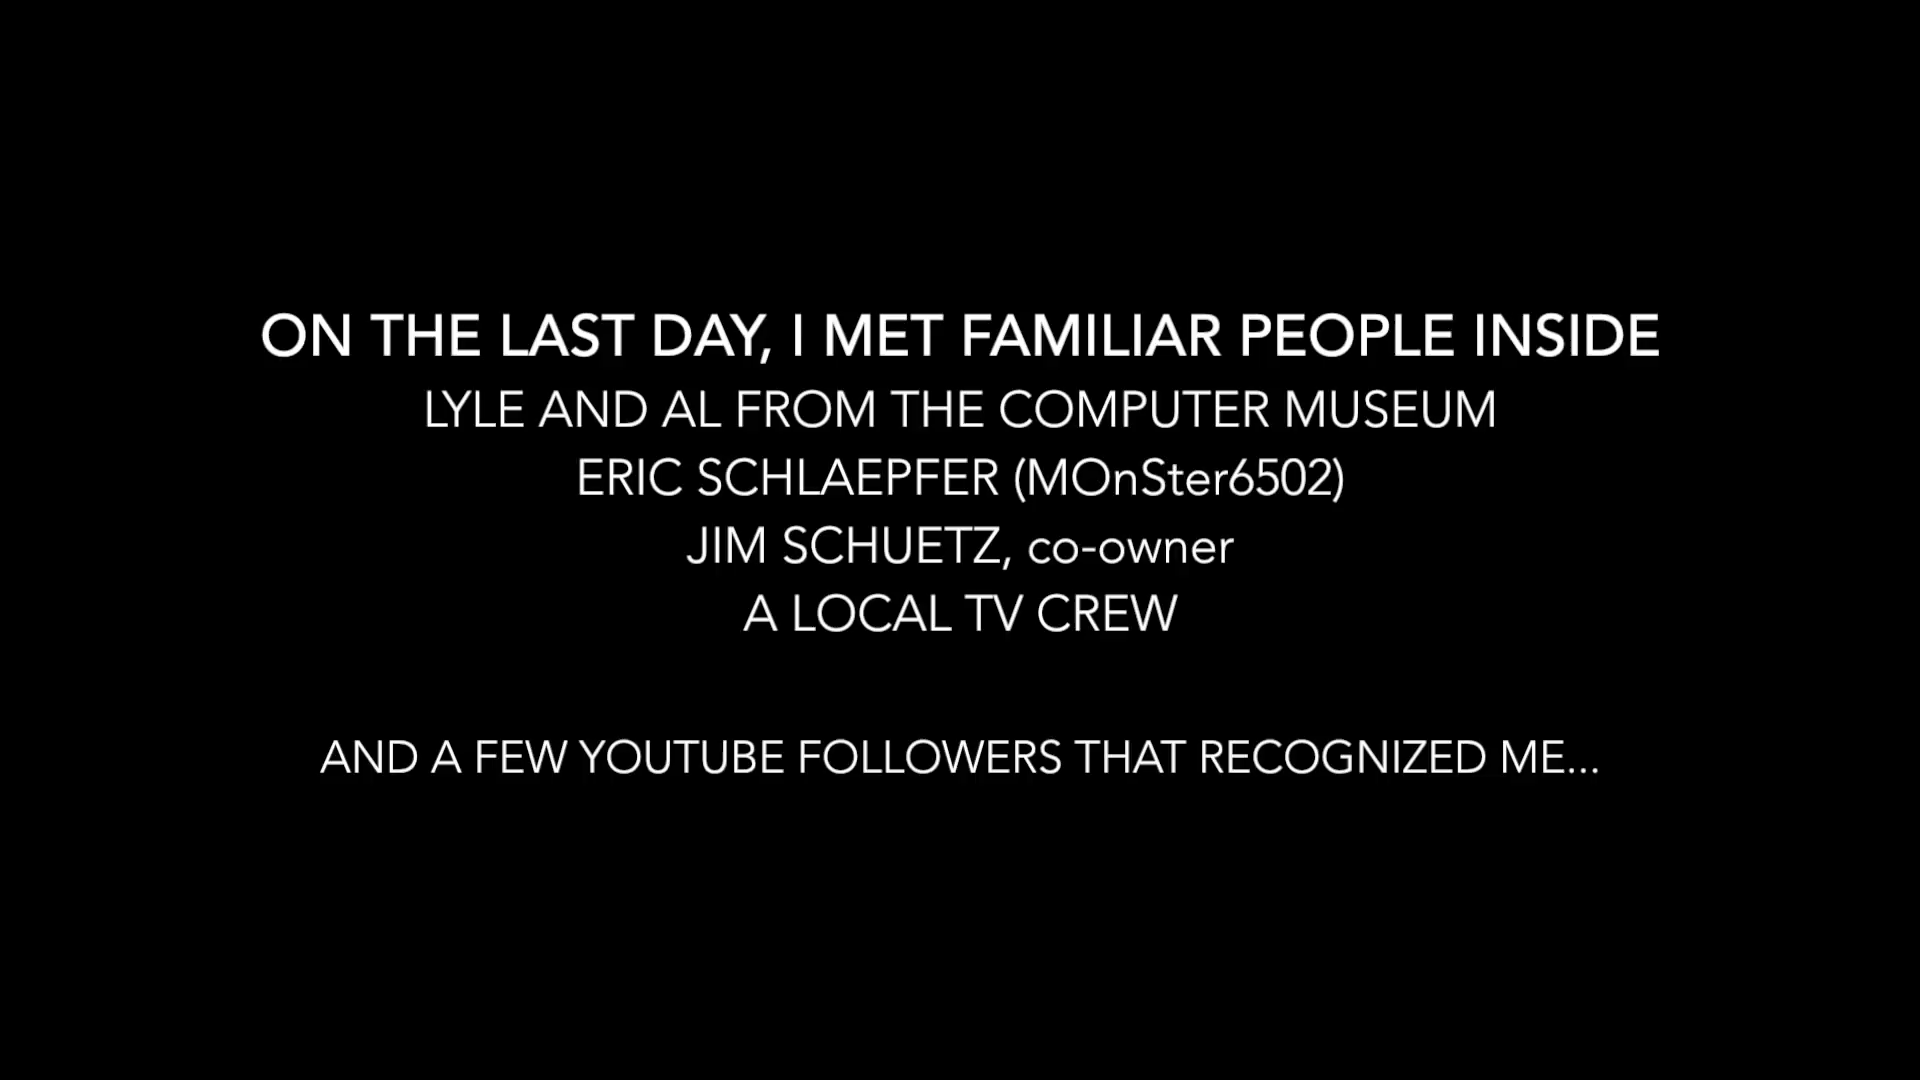 ON THE LAST DAY, I MET FAMILIAR PEOPLE INSIDE
LYLE AND AL FROM THE COMPUTER MUSEUM
ERIC SCHLAEPFER (MOnSter6502)
JIM SCHUETZ, co-owner
A LOCAL TV CREW
AND A FEW YOUTUBE FOLLOWERS THAT RECOGNIZED ME...